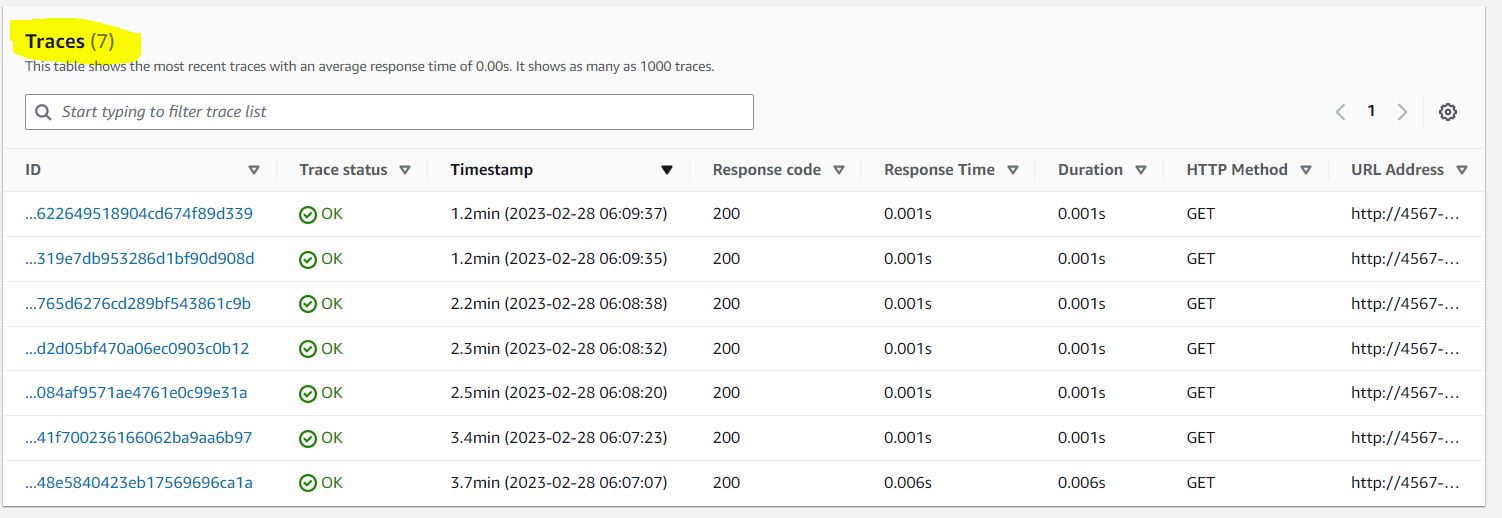 Traces (7)
This table shows the most recent traces with an average response time of 0.00s. It shows as many as 1000 traces.
Start typing to filter trace list
1
ID Trace status Timestamp Response code Response Time Duration HTTP Method URL Address
...622649518904cd674f89d339 OK 1.2min (2023-02-28 06:09:37) 200 0.001s 0.001s GET http://4567-...
...319e7db953286d1bf90d908d OK 1.2min (2023-02-28 06:09:35) 200 0.001s 0.001s GET http://4567-...
...765d6276cd289bf543861c9b OK 2.2min (2023-02-28 06:08:38) 200 0.001s 0.001s GET http://4567-...
...d2d05bf470a06ec0903c0b12 OK 2.3min (2023-02-28 06:08:32) 200 0.001s 0.001s GET http://4567-...
...084af9571ae4761e0c99e31a OK 2.5min (2023-02-28 06:08:20) 200 0.001s 0.001s GET http://4567-...
...41f700236166062ba9aa6b97 OK 3.4min (2023-02-28 06:07:23) 200 0.001s 0.001s GET http://4567-...
...48e5840423eb17569696ca1a OK 3.7min (2023-02-28 06:07:07) 200 0.006s 0.006s GET http://4567-...